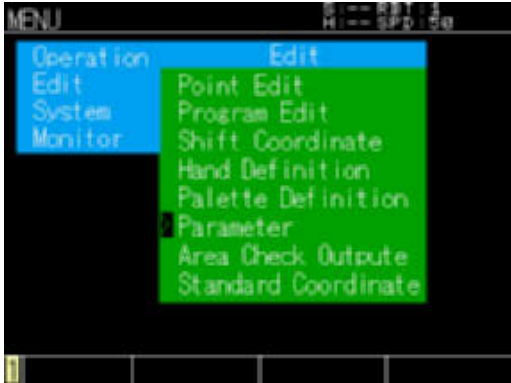 MENU
S:-- RBT:1
H:-- SPD:50
Operation
Edit
System
Monitor
Edit
Point Edit
Program Edit
Shift Coordinate
Hand Definition
Palette Definition
Parameter
Area Check Outpute
Standard Coordinate
1